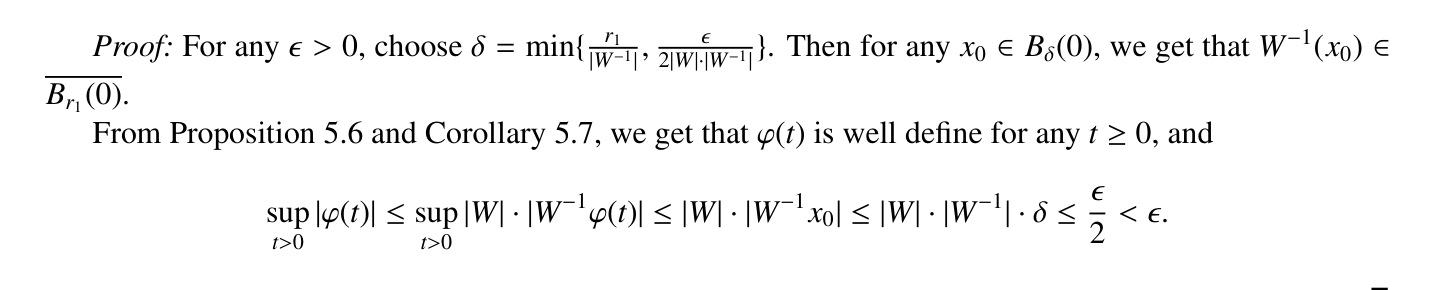 Proof: For any ϵ > 0, choose δ = min{r₁/|W⁻¹|, ϵ/(2|W|·|W⁻¹|)}. Then for any x₀ ∈ B_δ(0), we get that W⁻¹(x₀) ∈
\overline{B_{r₁}(0)}.
From Proposition 5.6 and Corollary 5.7, we get that φ(t) is well define for any t ≥ 0, and
sup_{t>0} |φ(t)| ≤ sup_{t>0} |W| · |W⁻¹φ(t)| ≤ |W| · |W⁻¹x₀| ≤ |W| · |W⁻¹| · δ ≤ ϵ/2 < ϵ.